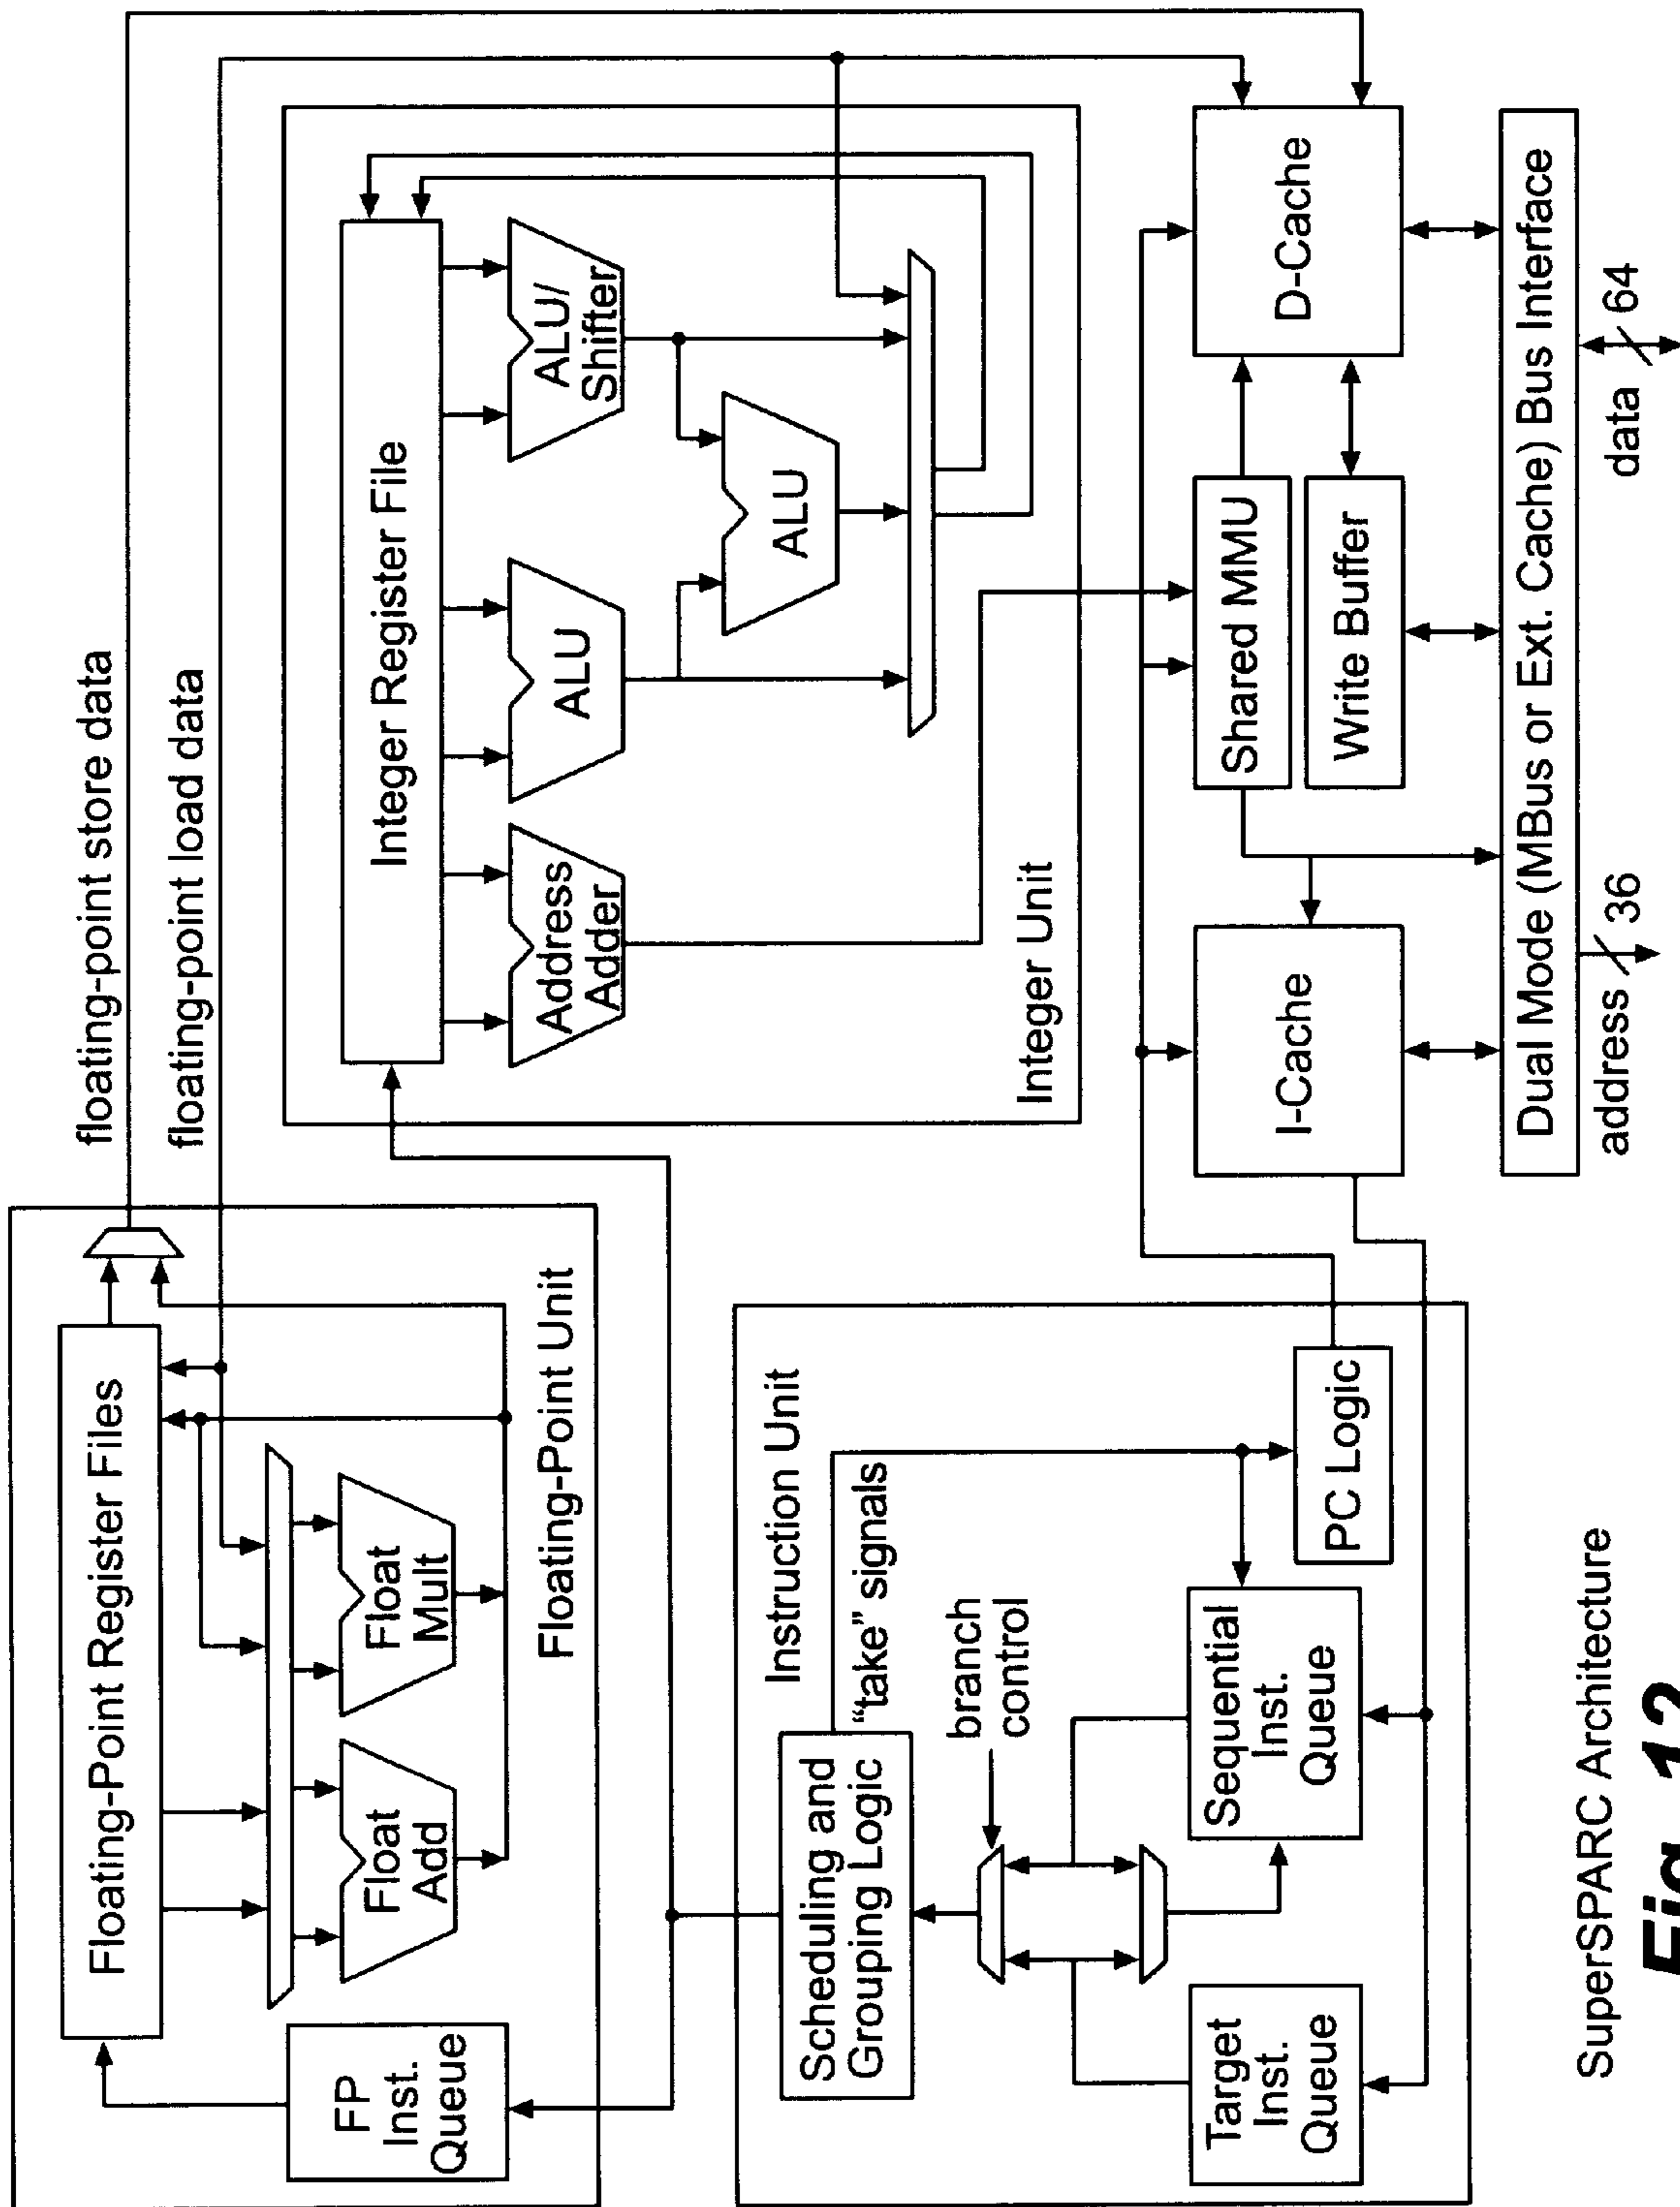 floating-point store data
floating-point load data
Floating-Point Register Files
Float
Add
Float
Mult
FP
Inst.
Queue
Floating-Point Unit
Integer Register File
Address
Adder
ALU
ALU/
Shifter
ALU
Integer Unit
Instruction Unit
Scheduling and
Grouping Logic
“take” signals
branch
control
Target
Inst.
Queue
Sequential
Inst.
Queue
PC Logic
I-Cache
Shared MMU
Write Buffer
D-Cache
Dual Mode (MBus or Ext. Cache) Bus Interface
address 36
data 64
SuperSPARC Architecture
Fig. 12